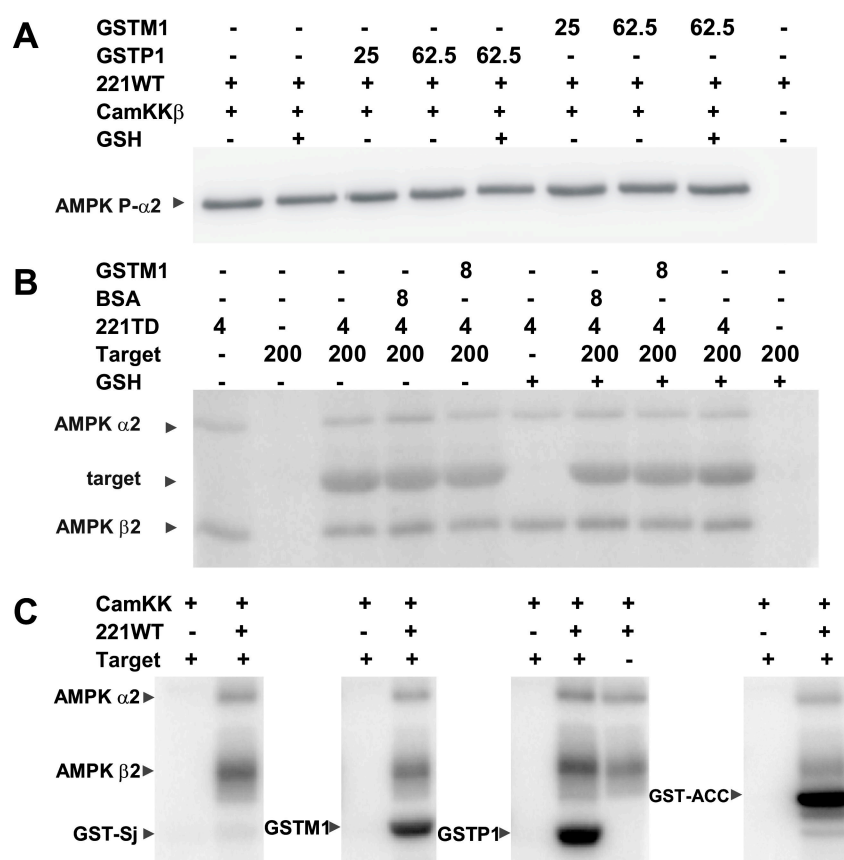 A
GSTM1 - - - - - 25 62.5 62.5 -
GSTP1 - - 25 62.5 62.5 - - - -
221WT + + + + + + + + +
CamKKβ + + + + + + + + -
GSH - + - - + - - + -
AMPK P-α2
B
GSTM1 - - - - 8 - - 8 - -
BSA - - - 8 - - 8 - - -
221TD 4 - 4 4 4 4 4 4 4 -
Target - 200 200 200 200 - 200 200 200 200
GSH - - - - - + + + + +
AMPK α2
target
AMPK β2
C
CamKK + + + + + + + + +
221WT - + - + - + + - +
Target + + + + + + - + +
AMPK α2
AMPK β2
GST-ACC
GST-Sj GSTM1 GSTP1